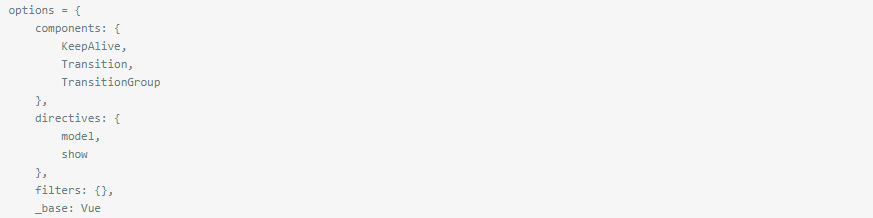 options = {
    components: {
        KeepAlive,
        Transition,
        TransitionGroup
    },
    directives: {
        model,
        show
    },
    filters: {},
    _base: Vue